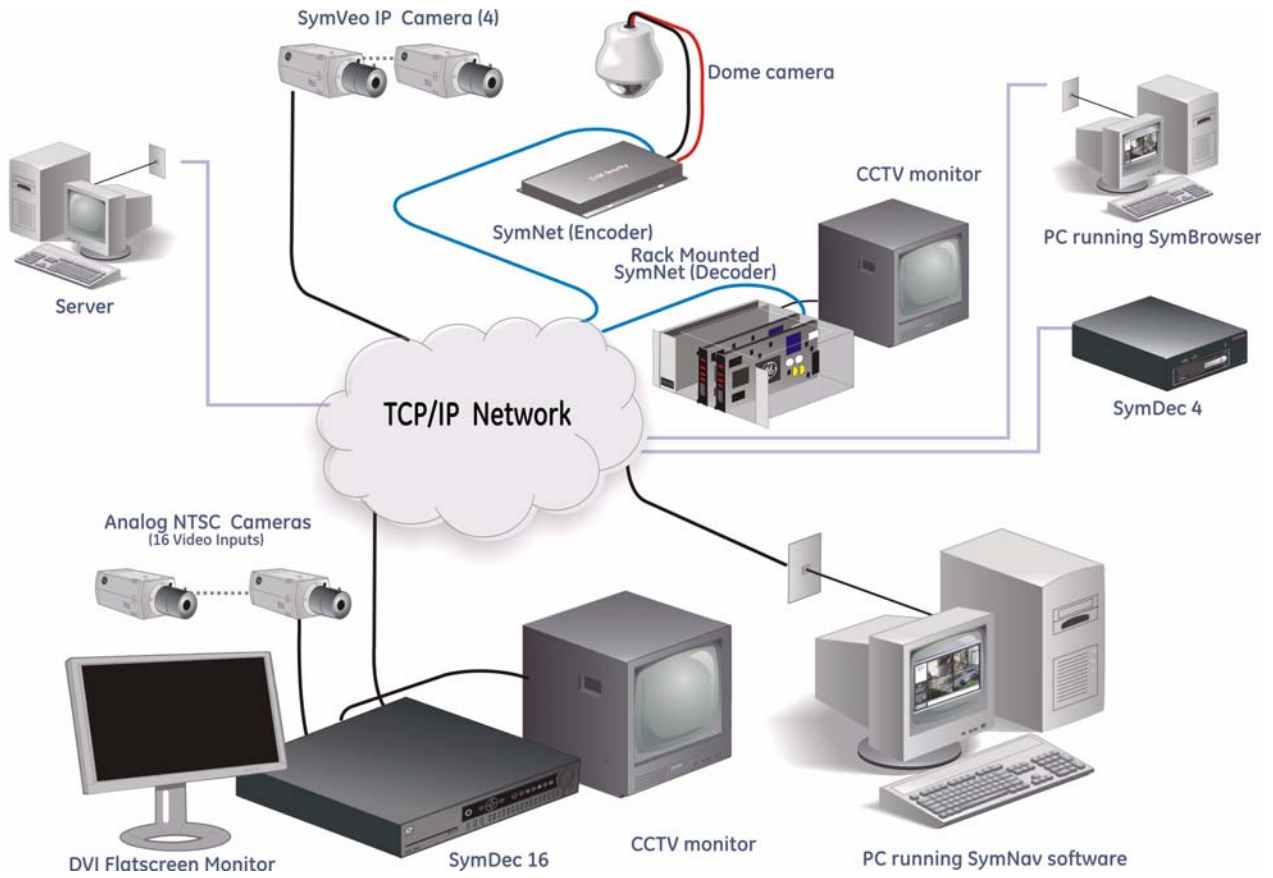 SymVeo IP Camera (4)
Dome camera
CCTV monitor
SymNet (Encoder)
PC running SymBrowser
Rack Mounted
SymNet (Decoder)
Server
SymDec 4
TCP/IP Network
Analog NTSC Cameras
(16 Video Inputs)
CCTV monitor
SymDec 16
PC running SymNav software
DVI Flatscreen Monitor